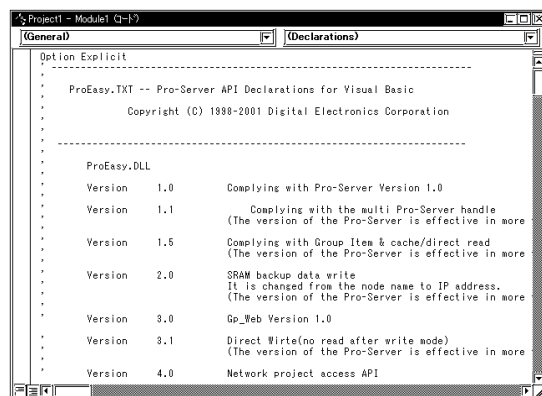 Project1 - Module1 (ｺｰﾄﾞ)
(General)
(Declarations)
Option Explicit
' ----------------------------------------------------------------------
'
' ProEasy.TXT -- Pro-Server API Declarations for Visual Basic
'
' Copyright (C) 1998-2001 Digital Electronics Corporation
'
'
' --------------------------------------------------------------------
'
' ProEasy.DLL
'
' Version 1.0 Complying with Pro-Server Version 1.0
'
' Version 1.1 Complying with the multi Pro-Server handle
' (The version of the Pro-Server is effective in more
'
' Version 1.5 Complying with Group Item & cache/direct read
' (The version of the Pro-Server is effective in more
'
' Version 2.0 SRAM backup data write
' It is changed from the node name to IP address.
' (The version of the Pro-Server is effective in more
'
' Version 3.0 Gp_Web Version 1.0
'
' Version 3.1 Direct Wirte(no read after write mode)
' (The version of the Pro-Server is effective in more
'
' Version 4.0 Network project access API